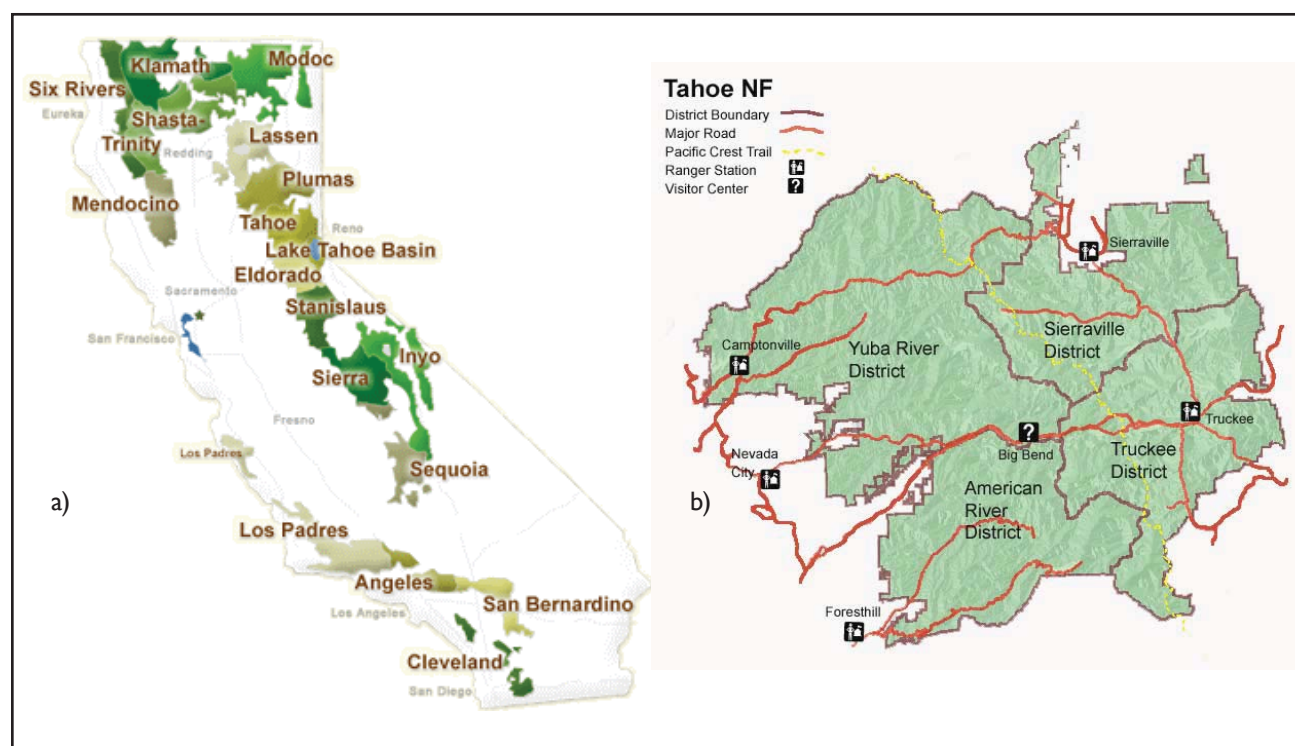 Modoc
Klamath
Six Rivers
Eureka
Shasta-
Trinity
Redding
Lassen
Plumas
Mendocino
Tahoe
Reno
Lake Tahoe Basin
Eldorado
Sacramento
Stanislaus
San Francisco
Inyo
Sierra
Fresno
Los Padres
Sequoia
a)
Los Padres
Angeles
San Bernardino
Los Angeles
Cleveland
San Diego
Tahoe NF
District Boundary
Major Road
Pacific Crest Trail
Ranger Station
Visitor Center
?
Sierraville
Sierraville
District
Camptonville
Yuba River
District
Truckee
?
Big Bend
Truckee
District
Nevada
City
American
River
District
b)
Foresthill